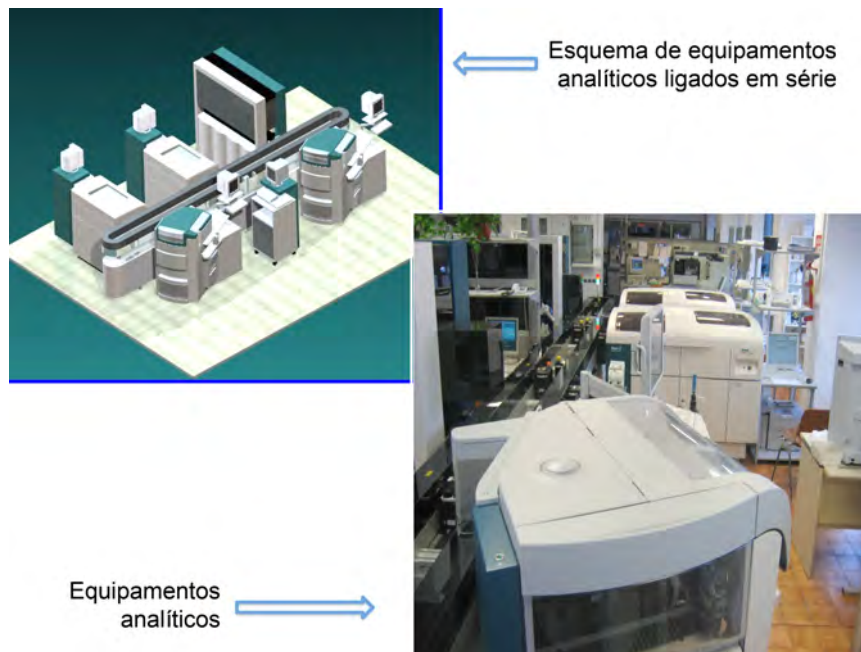 Esquema de equipamentos
analíticos ligados em série
Equipamentos
analíticos